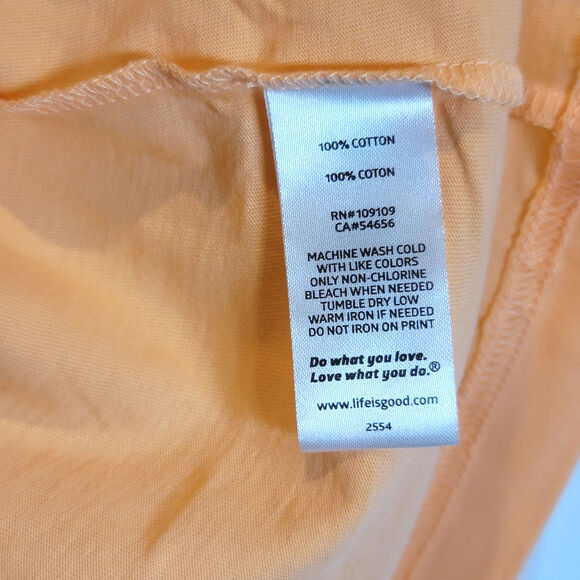 100% COTTON
100% COTON
RN#109109
CA#54656
MACHINE WASH COLD
WITH LIKE COLORS
ONLY NON-CHLORINE
BLEACH WHEN NEEDED
TUMBLE DRY LOW
WARM IRON IF NEEDED
DO NOT IRON ON PRINT
Do what you love.
Love what you do.®
www.lifeisgood.com
2554